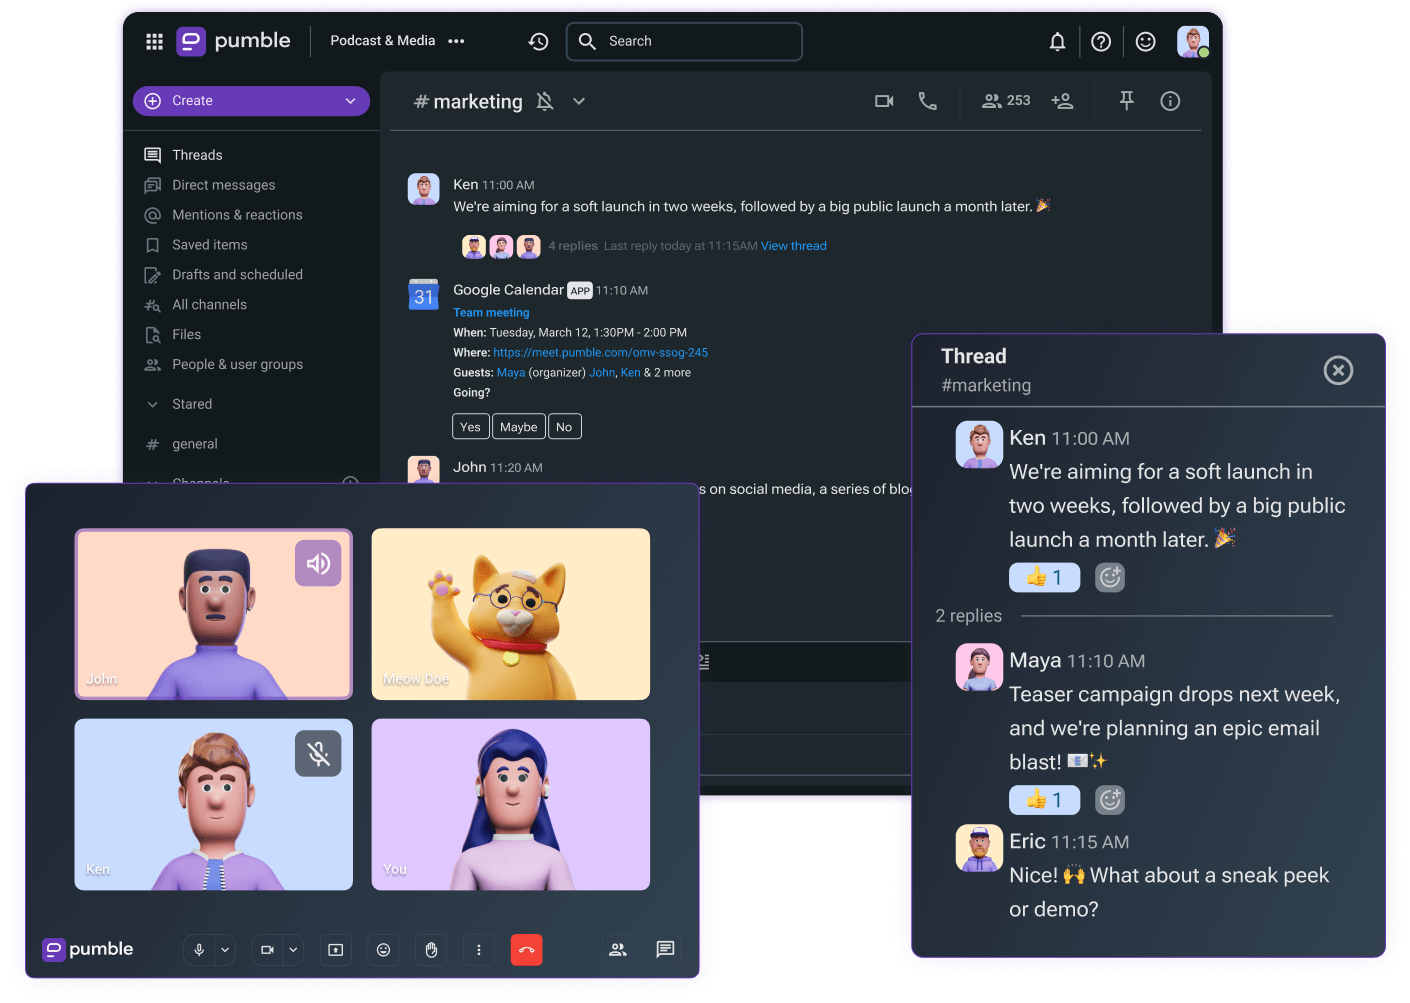 pumble
Podcast & Media
Search
Create
Threads
Direct messages
Mentions & reactions
Saved items
Drafts and scheduled
All channels
Files
People & user groups
Stared
# general
Channels
# marketing
253
Ken 11:00 AM
We're aiming for a soft launch in two weeks, followed by a big public launch a month later. 🎉
4 replies Last reply today at 11:15AM View thread
31
Google Calendar APP 11:10 AM
Team meeting
When: Tuesday, March 12, 1:30PM - 2:00 PM
Where: https://meet.pumble.com/omv-ssog-245
Guests: Maya (organizer) John, Ken & 2 more
Going?
Yes Maybe No
John 11:20 AM
s on social media, a series of blog
John
Meow Doe
Ken
You
pumble
Thread
#marketing
Ken 11:00 AM
We're aiming for a soft launch in
two weeks, followed by a big public
launch a month later. 🎉
👍 1
2 replies
Maya 11:10 AM
Teaser campaign drops next week,
and we're planning an epic email
blast! 📧✨
👍 1
Eric 11:15 AM
Nice! 🙌 What about a sneak peek
or demo?